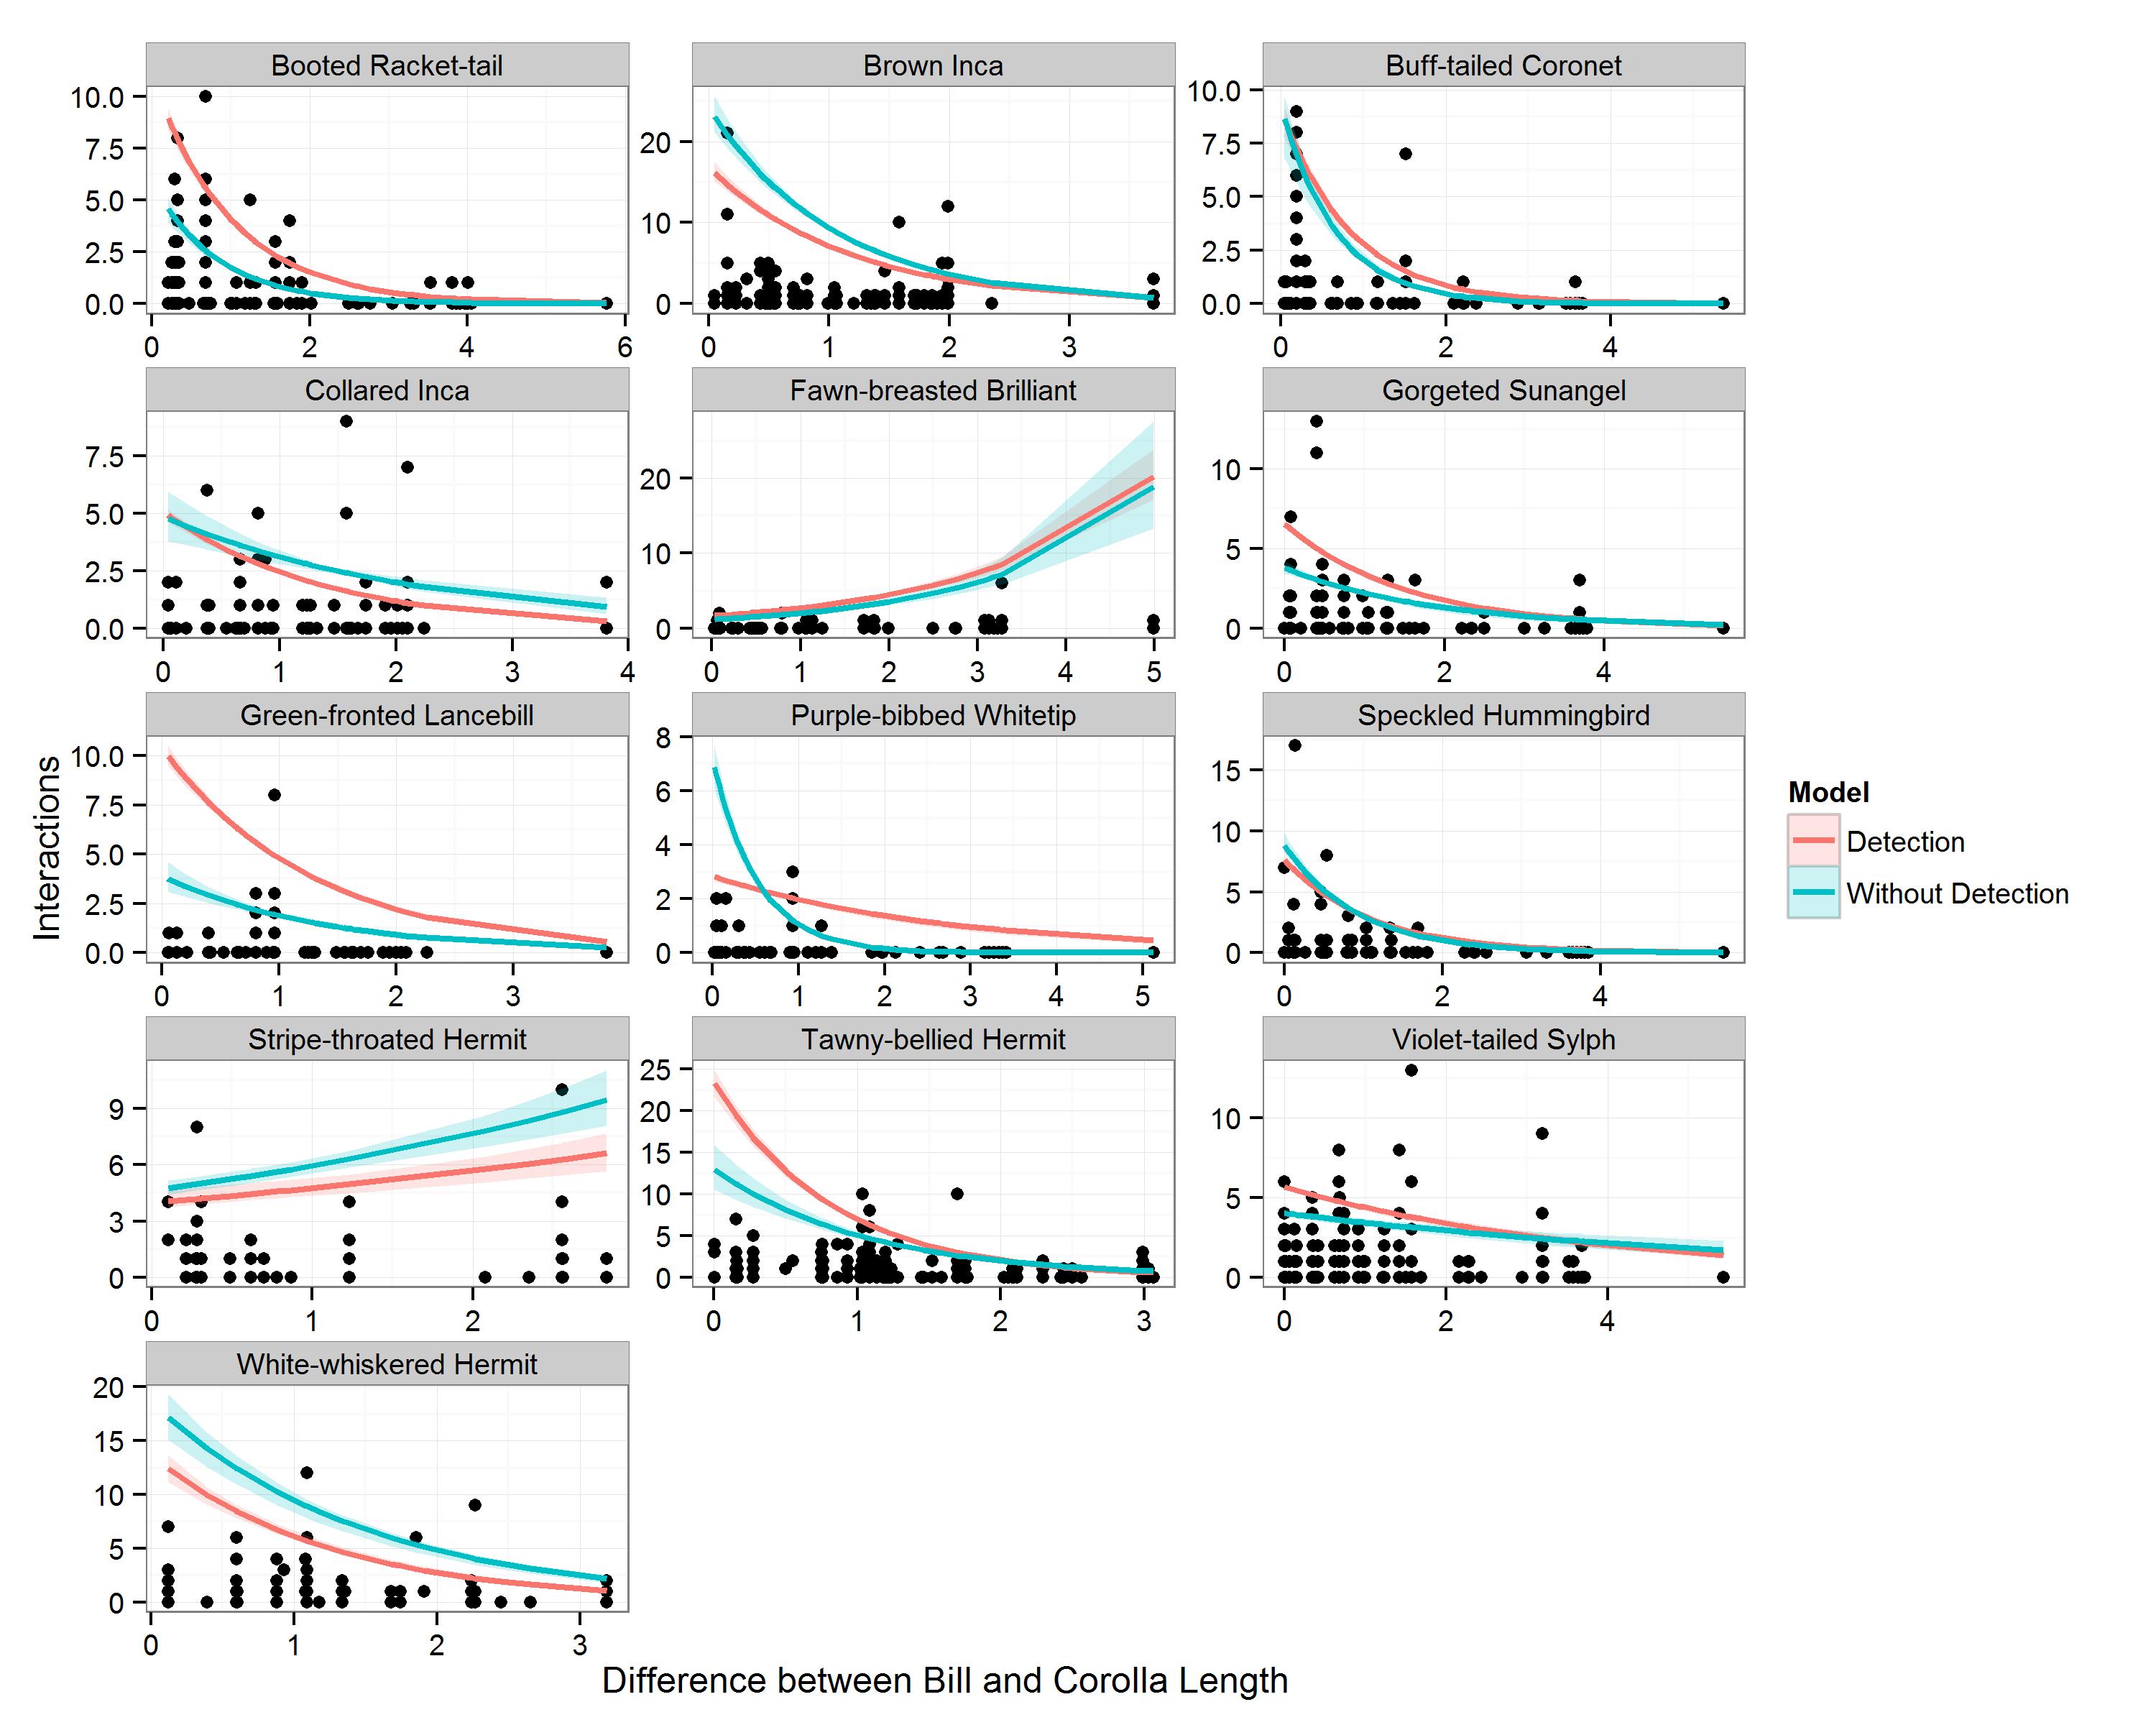 Booted Racket-tail
Brown Inca
Buff-tailed Coronet
10.0
7.5
5.0
2.5
0.0
0 2 4 6
20
10
0
0 1 2 3
10.0
7.5
5.0
2.5
0.0
0 2 4
Collared Inca
Fawn-breasted Brilliant
Gorgeted Sunangel
7.5
5.0
2.5
0.0
0 1 2 3 4
20
10
0
0 1 2 3 4 5
10
5
0
0 2 4
Green-fronted Lancebill
Purple-bibbed Whitetip
Speckled Hummingbird
10.0
7.5
5.0
2.5
0.0
0 1 2 3
8
6
4
2
0
0 1 2 3 4 5
15
10
5
0
0 2 4
Stripe-throated Hermit
Tawny-bellied Hermit
Violet-tailed Sylph
9
6
3
0
0 1 2
25
20
15
10
5
0
0 1 2 3
10
5
0
0 2 4
White-whiskered Hermit
20
15
10
5
0
0 1 2 3
Interactions
Difference between Bill and Corolla Length
Model
Detection
Without Detection